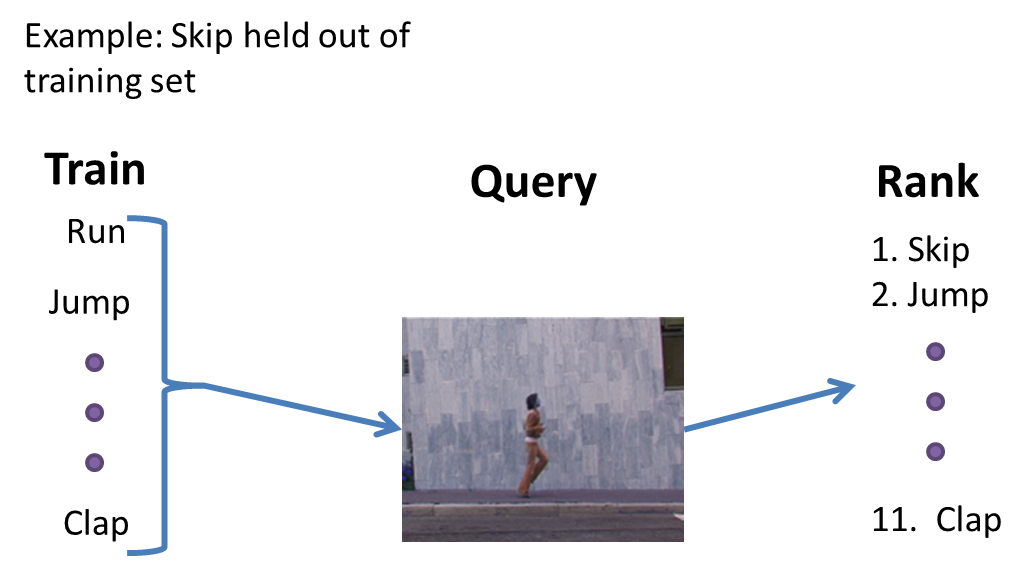 Example: Skip held out of
training set
Train
Run
Jump
Clap
Query
Rank
1. Skip
2. Jump
11. Clap